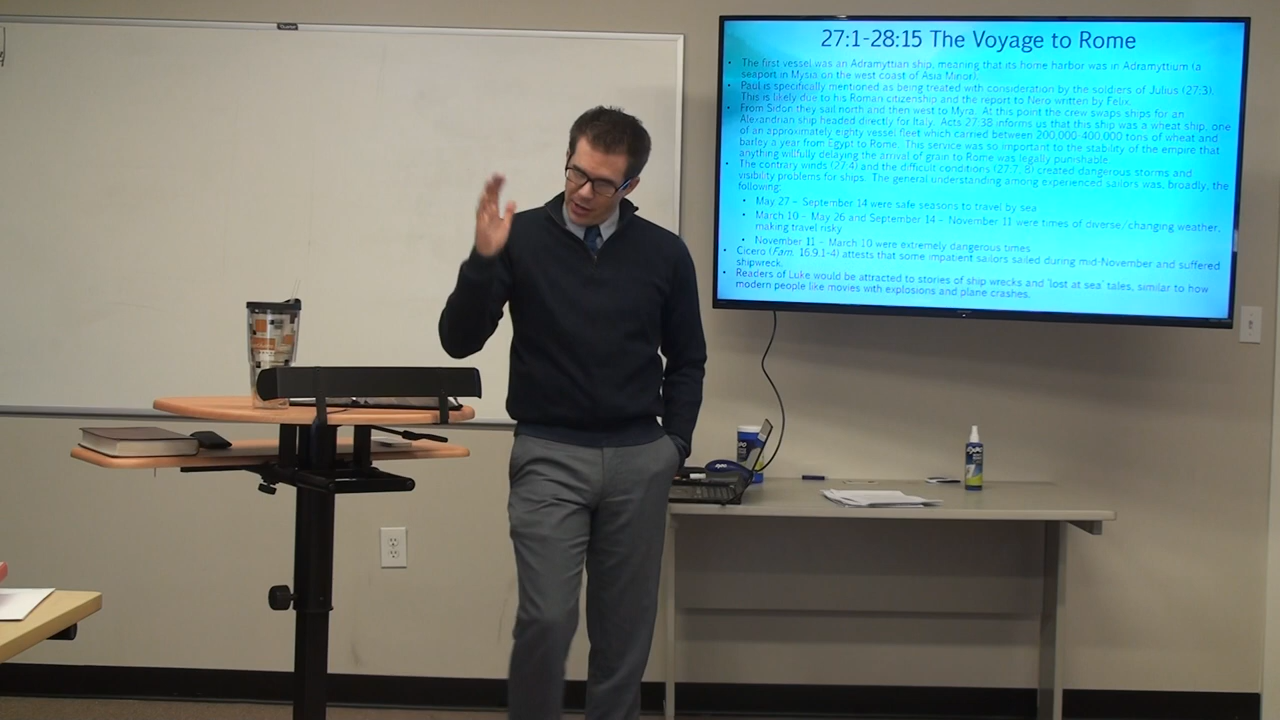 27:1-28:15 The Voyage to Rome
• The first vessel was an Adramyttian ship, meaning that its home harbor was in Adramyttium (a
seaport in Mysia on the west coast of Asia Minor).
• Paul is specifically mentioned as being treated with consideration by the soldiers of Julius (27:3).
This is likely due to his Roman citizenship and the report to Nero written by Felix.
• From Sidon they sail north and then west to Myra. At this point the crew swaps ships for an
Alexandrian ship headed directly for Italy. Acts 27:38 informs us that this ship was a wheat ship, one
of an approximately eighty vessel fleet which carried between 200,000-400,000 tons of wheat and
barley a year from Egypt to Rome. This service was so important to the stability of the empire that
anything willfully delaying the arrival of grain to Rome was legally punishable.
• The contrary winds (27:4) and the difficult conditions (27:7, 8) created dangerous storms and
visibility problems for ships. The general understanding among experienced sailors was, broadly, the
following:
• May 27 - September 14 were safe seasons to travel by sea
• March 10 - May 26 and September 14 - November 11 were times of diverse/changing weather,
making travel risky
• November 11 - March 10 were extremely dangerous times
• Cicero (Fam. 16.9.1-4) attests that some impatient sailors sailed during mid-November and suffered
shipwreck.
• Readers of Luke would be attracted to stories of ship wrecks and 'lost at sea' tales, similar to how
modern people like movies with explosions and plane crashes.